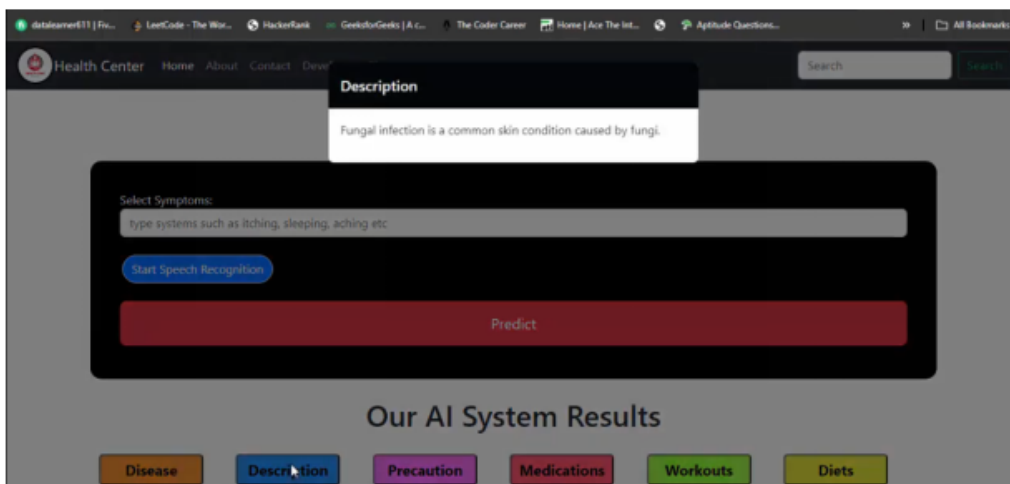 datalearner611 | Fiv... LeetCode - The Wor... HackerRank GeeksforGeeks | A c... The Coder Career Home | Ace The Int... Aptitude Questions... » All Bookmarks
Health Center Home About Contact Search Search
Description
Fungal infection is a common skin condition caused by fungi.
Select Symptoms:
type systems such as itching, sleeping, aching etc
Start Speech Recognition
Predict
Our AI System Results
Disease Description Precaution Medications Workouts Diets